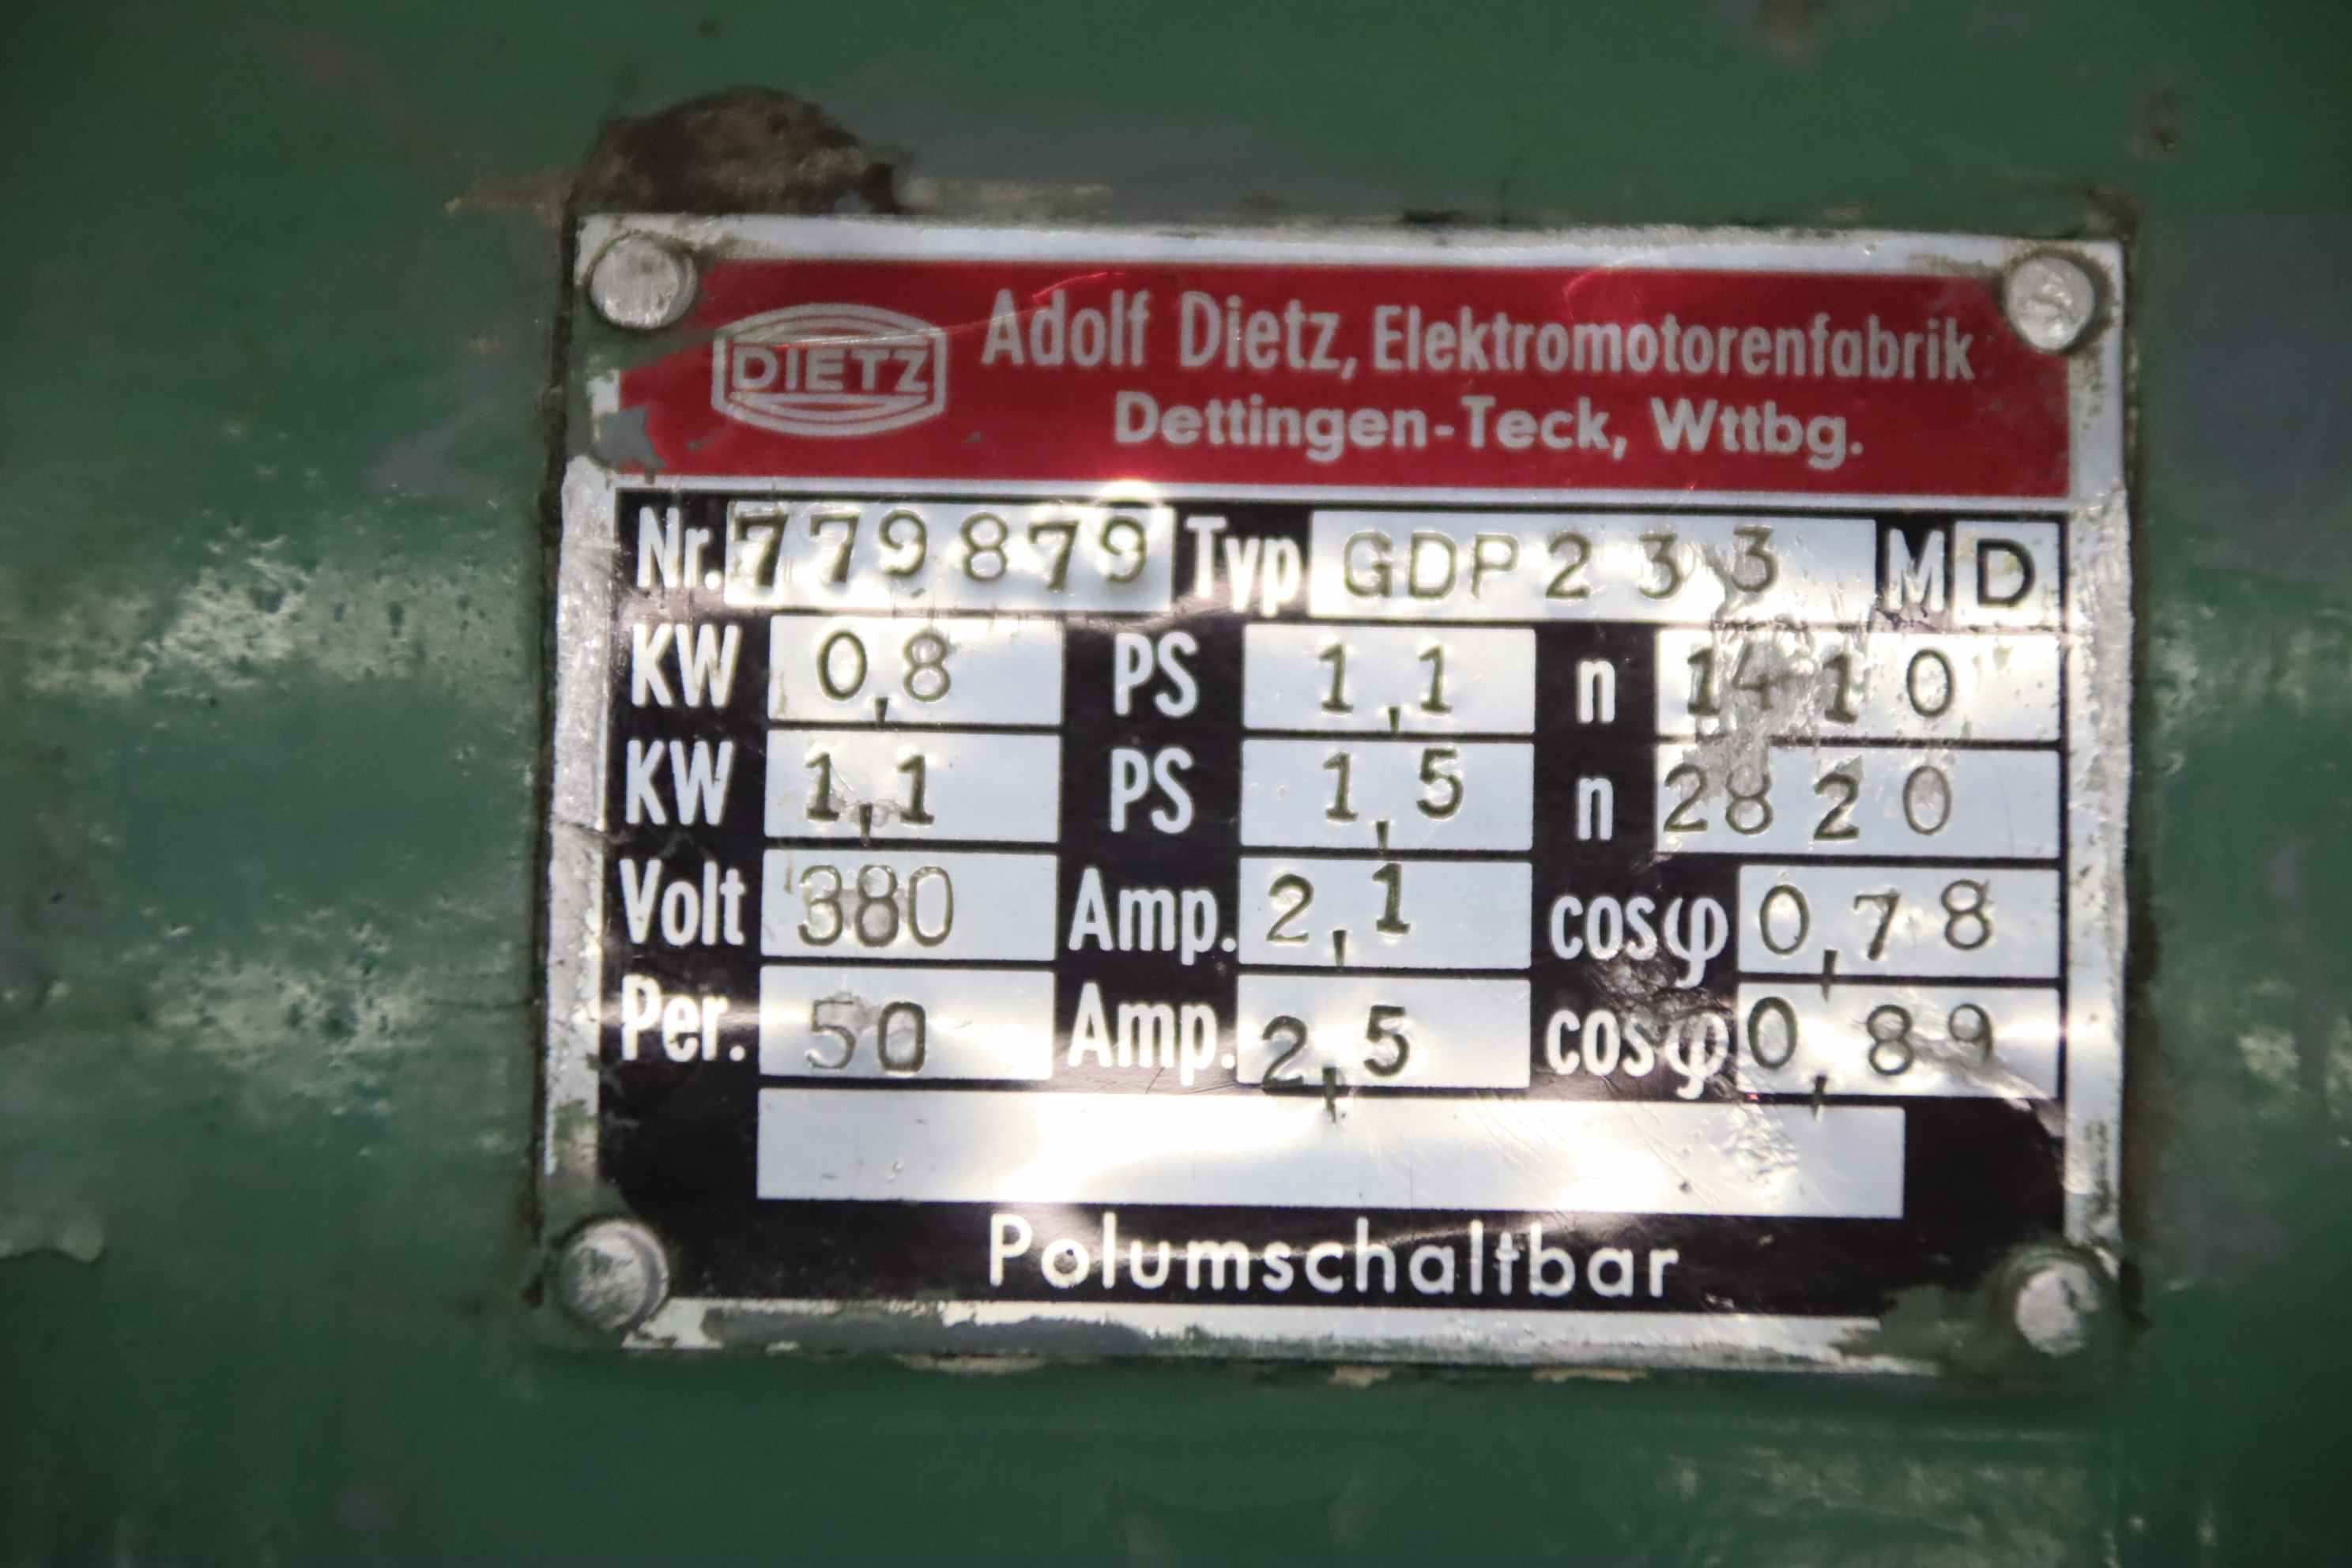 DIETZ Adolf Dietz, Elektromotorenfabrik
Dettingen-Teck, Wttbg.
Nr. 779879 Typ GDP 233 M D
KW 0,8 PS 1,1 n 1410
KW 1,1 PS 1,5 n 2820
Volt 380 Amp. 2,1 cosφ 0,78
Per. 50 Amp. 2,5 cosφ 0,89
Polumschaltbar